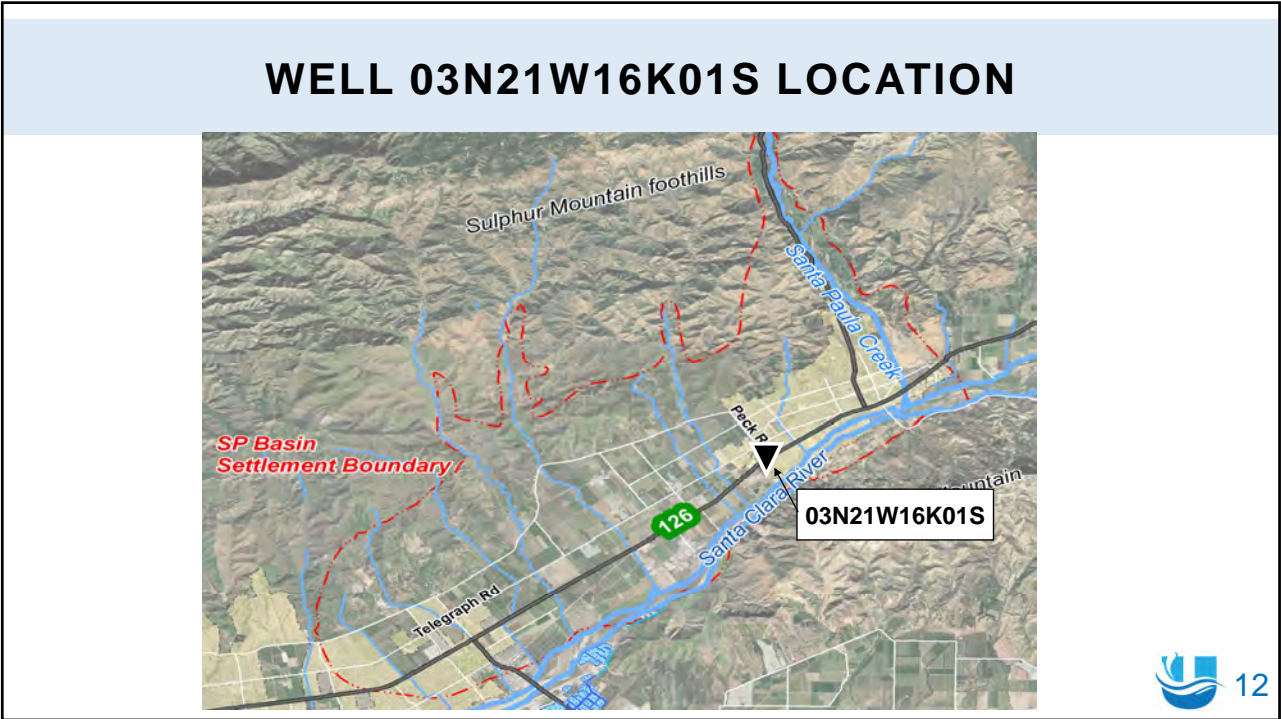 WELL 03N21W16K01S LOCATION
Sulphur Mountain foothills
Santa Paula Creek
Peck R
SP Basin
Settlement Boundary
126
Santa Clara River
03N21W16K01S
Telegraph Rd
12